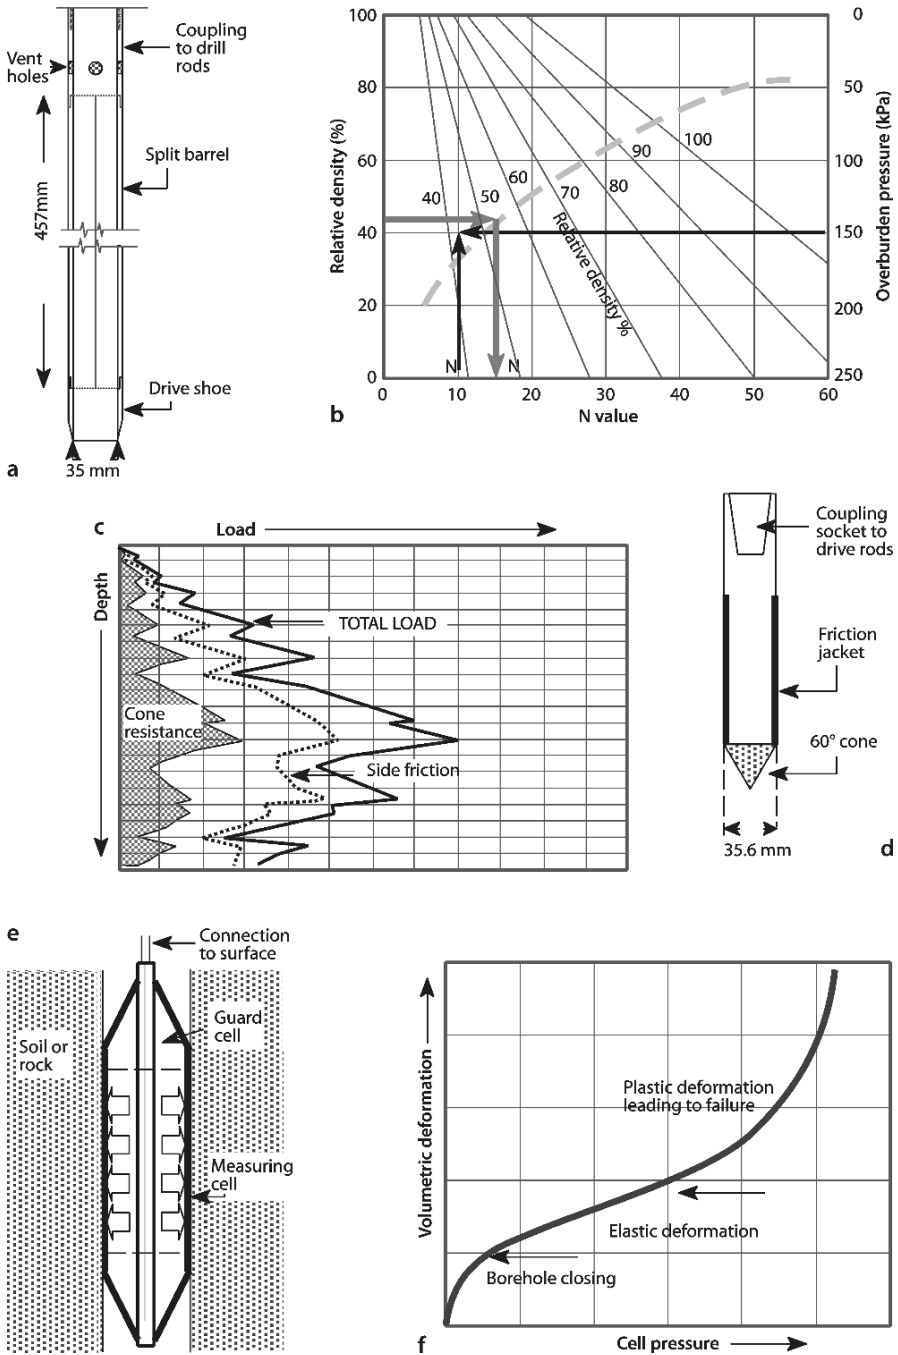 Coupling
to drill
rods
Vent
holes
457mm
Split barrel
Drive shoe
35 mm
a
100
80
60
40
20
0
Relative density (%)
0
50
100
150
200
250
Overburden pressure (kPa)
40
50
60
70
80
90
100
Relative density %
N
N
0
10
20
30
40
50
60
N value
b
c
Load
Depth
TOTAL LOAD
Cone
resistance
Side friction
Coupling
socket to
drive rods
Friction
jacket
60° cone
35.6 mm
d
e
Connection
to surface
Guard
cell
Soil or
rock
Measuring
cell
Volumetric deformation
Plastic deformation
leading to failure
Elastic deformation
Borehole closing
f
Cell pressure